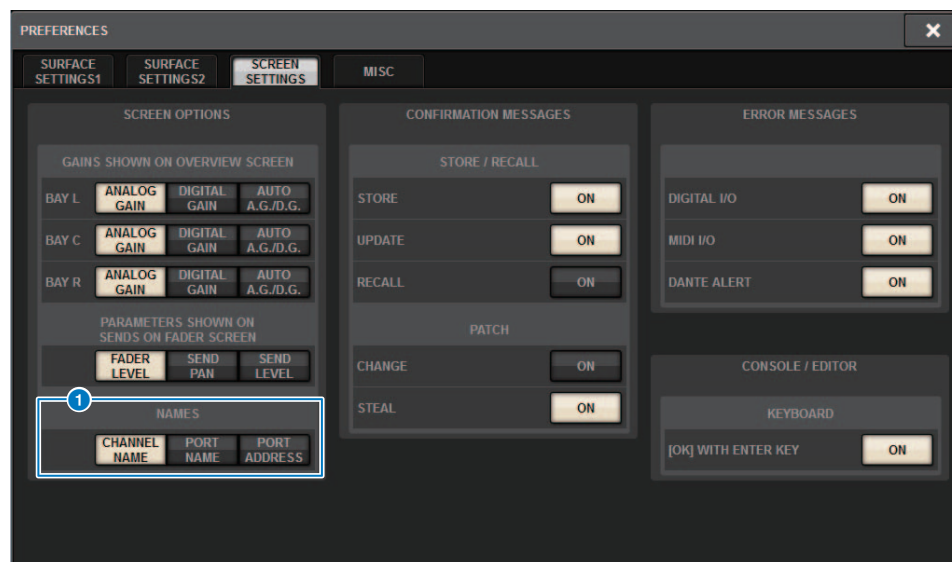 PREFERENCES
SURFACE SETTINGS1
SURFACE SETTINGS2
SCREEN SETTINGS
MISC
SCREEN OPTIONS
GAINS SHOWN ON OVERVIEW SCREEN
BAY L
ANALOG GAIN
DIGITAL GAIN
AUTO A.G./D.G.
BAY C
ANALOG GAIN
DIGITAL GAIN
AUTO A.G./D.G.
BAY R
ANALOG GAIN
DIGITAL GAIN
AUTO A.G./D.G.
PARAMETERS SHOWN ON
SENDS ON FADER SCREEN
FADER LEVEL
SEND PAN
SEND LEVEL
1
NAMES
CHANNEL NAME
PORT NAME
PORT ADDRESS
CONFIRMATION MESSAGES
STORE / RECALL
STORE
ON
UPDATE
ON
RECALL
ON
PATCH
CHANGE
ON
STEAL
ON
ERROR MESSAGES
DIGITAL I/O
ON
MIDI I/O
ON
DANTE ALERT
ON
CONSOLE / EDITOR
KEYBOARD
[OK] WITH ENTER KEY
ON